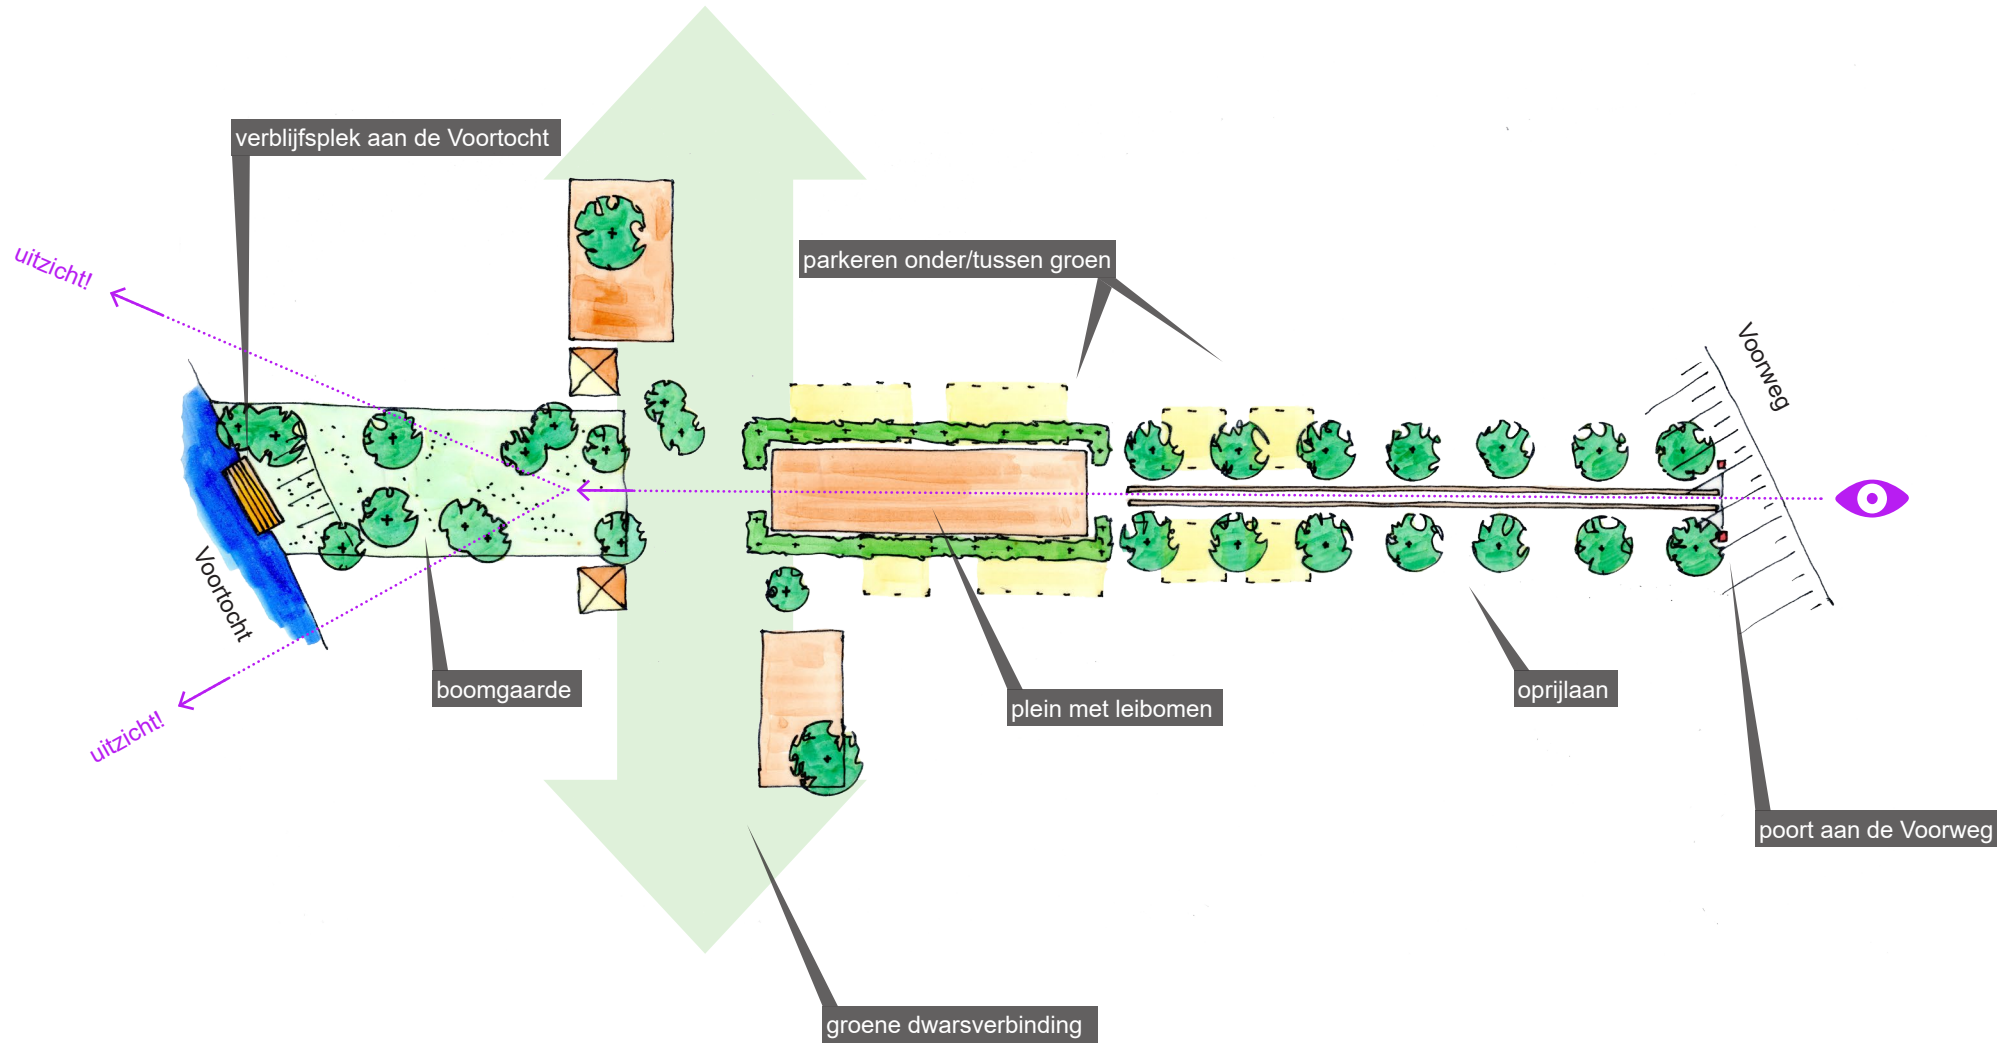 verblijfsplek aan de Voortocht
uitzicht!
parkeren onder/tussen groen
Voorweg
Voortocht
uitzicht!
boomgaarde
plein met leibomen
oprijlaan
poort aan de Voorweg
groene dwarsverbinding